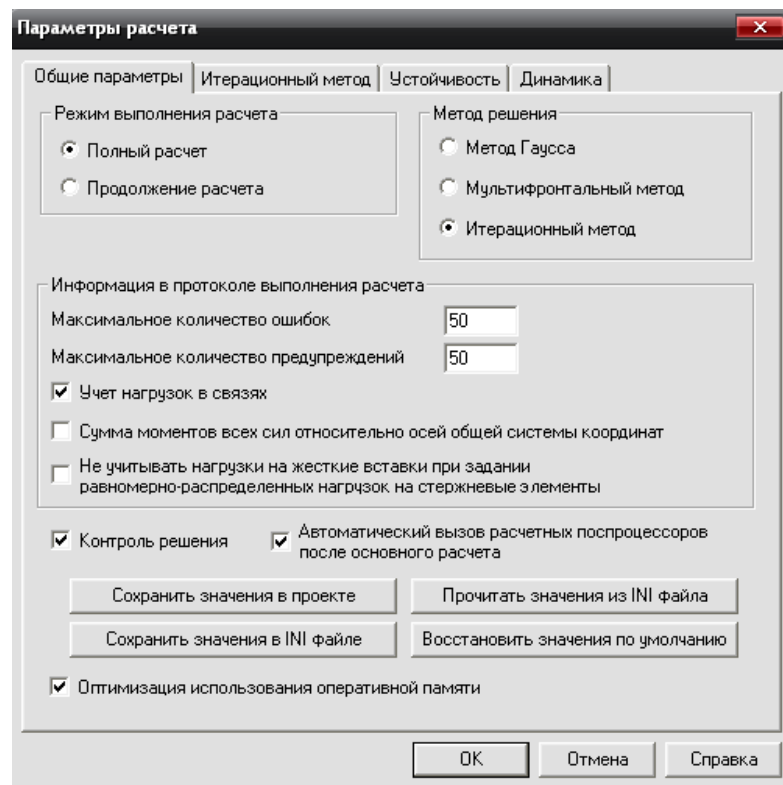 Параметры расчета
Общие параметры Итерационный метод Устойчивость Динамика
Режим выполнения расчета
Полный расчет
Продолжение расчета
Метод решения
Метод Гаусса
Мультифронтальный метод
Итерационный метод
Информация в протоколе выполнения расчета
Максимальное количество ошибок 50
Максимальное количество предупреждений 50
Учет нагрузок в связях
Сумма моментов всех сил относительно осей общей системы координат
Не учитывать нагрузки на жесткие вставки при задании
равномерно-распределенных нагрузок на стержневые элементы
Контроль решения
Автоматический вызов расчетных поспроцессоров
после основного расчета
Сохранить значения в проекте Прочитать значения из INI файла
Сохранить значения в INI файле Восстановить значения по умолчанию
Оптимизация использования оперативной памяти
OK Отмена Справка